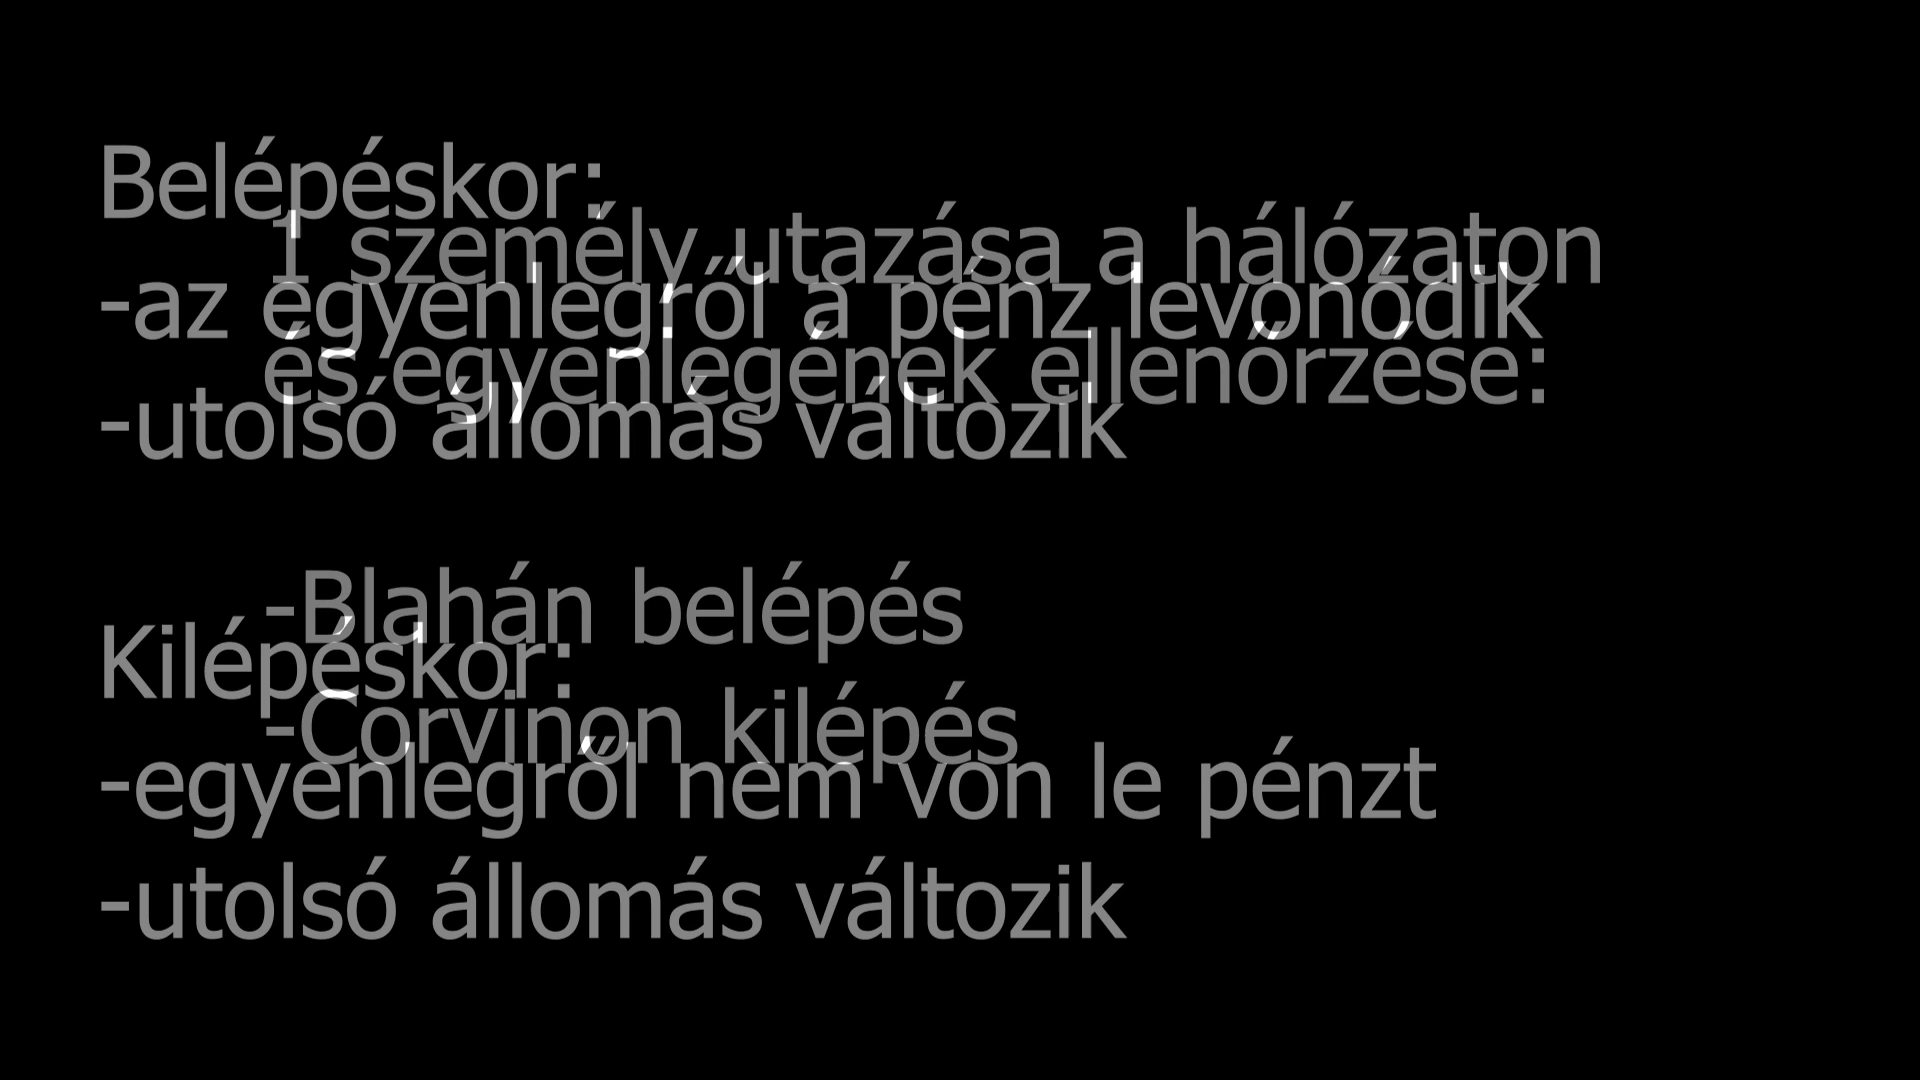 Belépéskor:
1 személy utazása a hálózaton
-az egyenlegről a pénz levonódik
és egyenlegének ellenőrzése:
-utolsó állomás változik
-Blahán belépés
Kilépéskor:
-Corvinon kilépés
-egyenlegről nem von le pénzt
-utolsó állomás változik